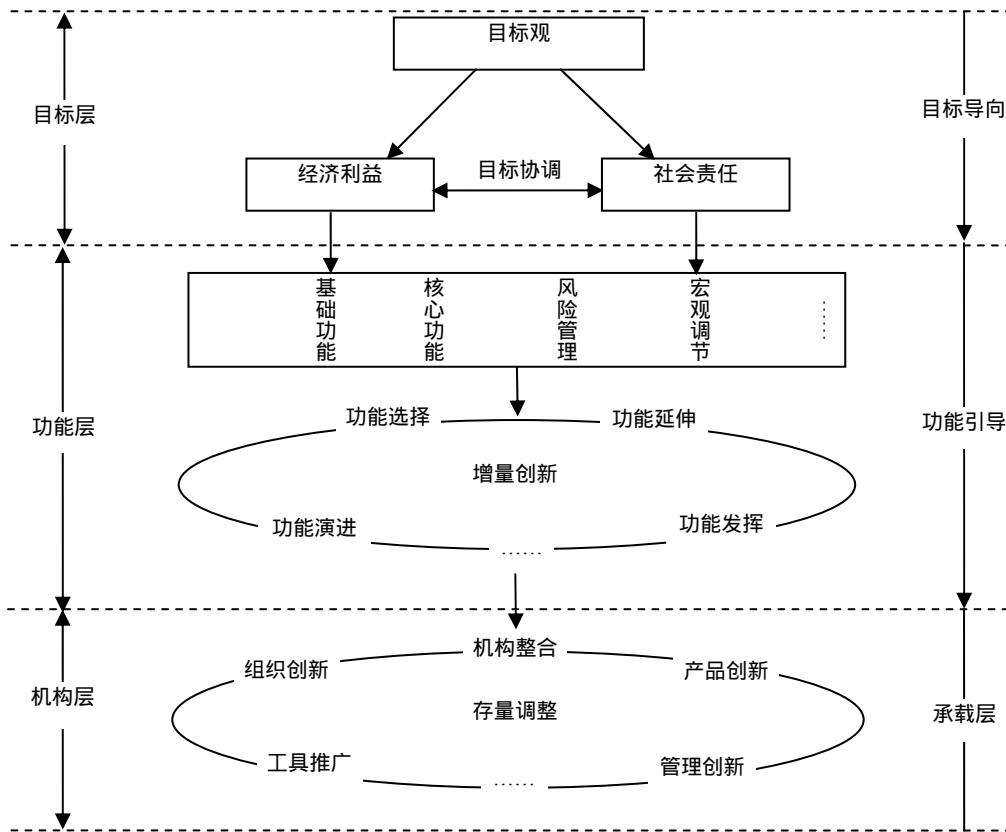 目标观
目标层
目标导向
经济利益
目标协调
社会责任
基础功能
核心功能
风险管理
宏观调节
……
功能选择
功能延伸
功能层
功能引导
增量创新
功能演进
功能发挥
……
机构整合
组织创新
产品创新
机构层
存量调整
承载层
工具推广
管理创新
……